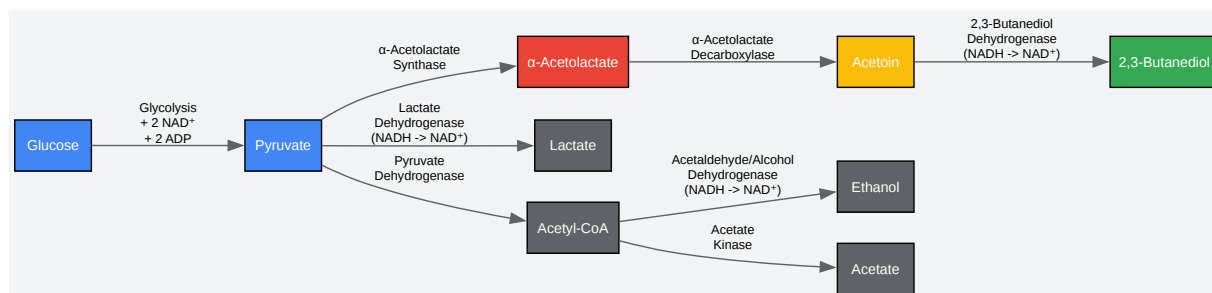 α-Acetolactate
Synthase
α-Acetolactate
α-Acetolactate
Decarboxylase
Acetoin
2,3-Butanediol
Dehydrogenase
(NADH -> NAD⁺)
2,3-Butanediol
Glucose
Glycolysis
+ 2 NAD⁺
+ 2 ADP
Pyruvate
Lactate
Dehydrogenase
(NADH -> NAD⁺)
Lactate
Pyruvate
Dehydrogenase
Acetyl-CoA
Acetaldehyde/Alcohol
Dehydrogenase
(NADH -> NAD⁺)
Ethanol
Acetate
Kinase
Acetate